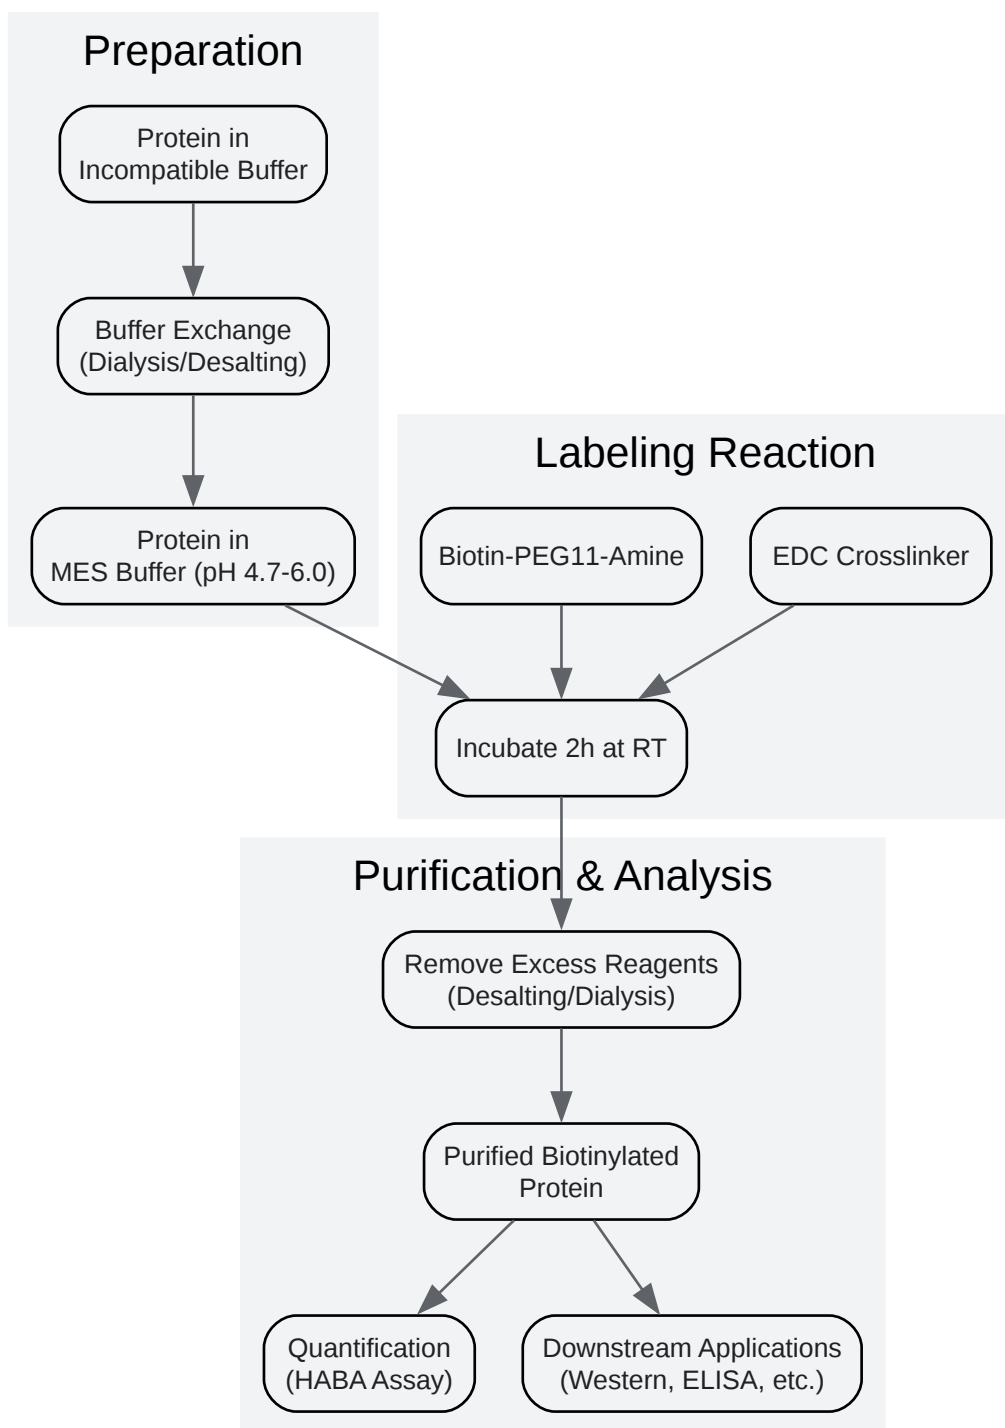 Preparation
Protein in
Incompatible Buffer
Buffer Exchange
(Dialysis/Desalting)
Protein in
MES Buffer (pH 4.7-6.0)
Labeling Reaction
Biotin-PEG11-Amine
EDC Crosslinker
Incubate 2h at RT
Purification & Analysis
Remove Excess Reagents
(Desalting/Dialysis)
Purified Biotinylated
Protein
Quantification
(HABA Assay)
Downstream Applications
(Western, ELISA, etc.)